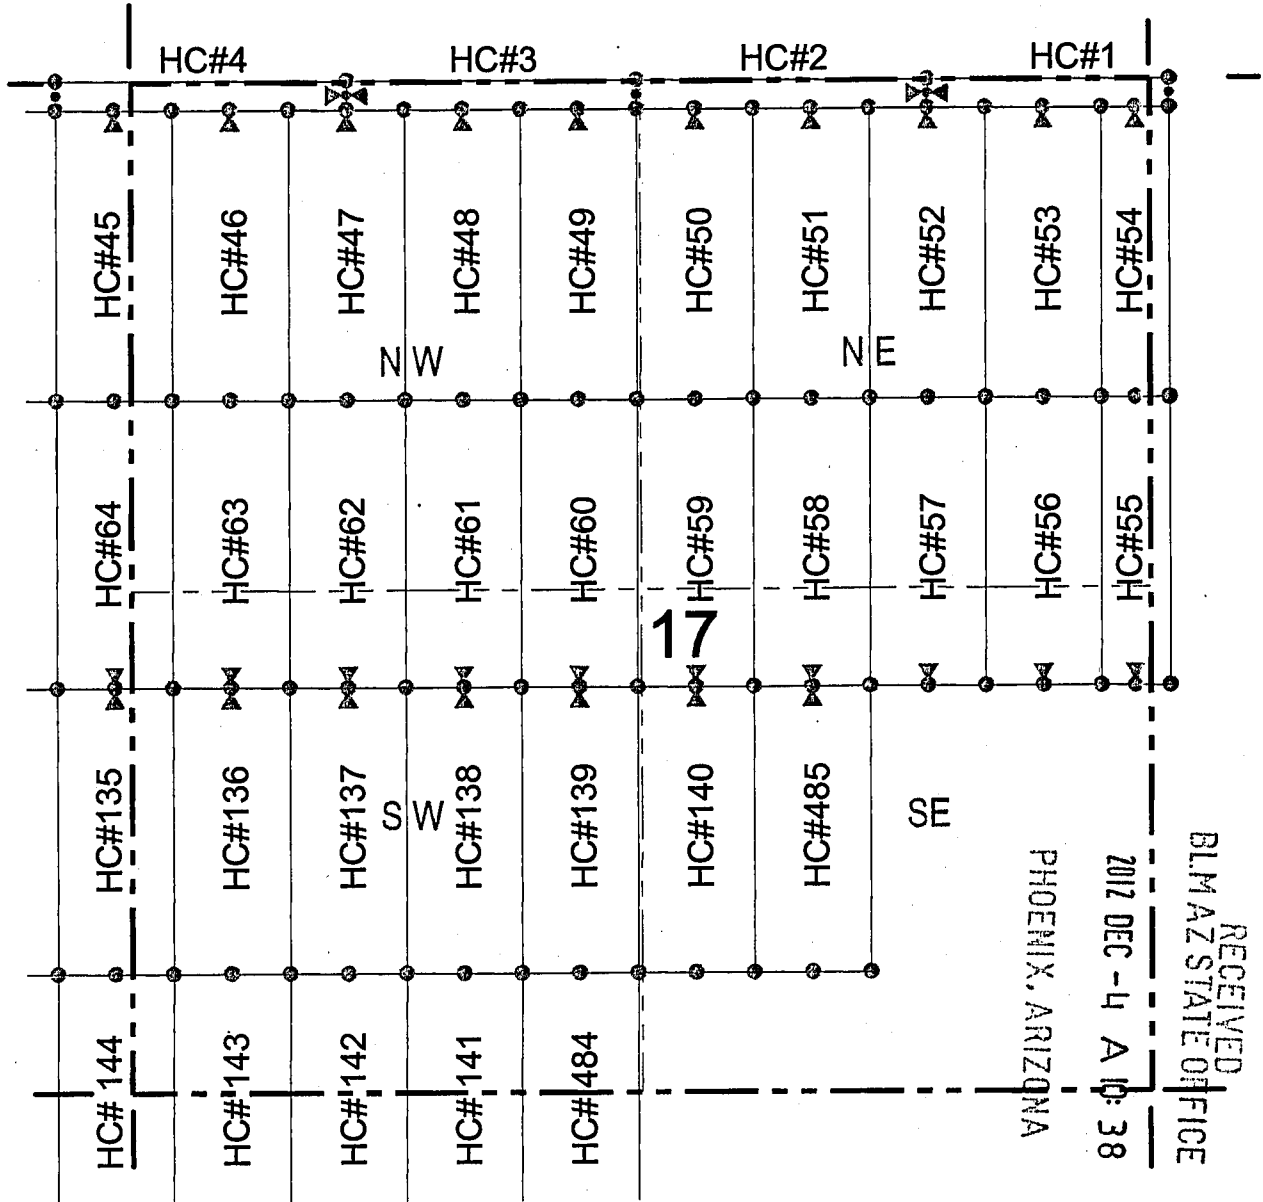 HC#4 HC#3 HC#2 HC#1
HC#45 HC#46 HC#47 HC#48 HC#49 HC#50 HC#51 HC#52 HC#53 HC#54
NW NE
HC#64 HC#63 HC#62 HC#61 HC#60 HC#59 HC#58 HC#57 HC#56 HC#55
17
HC#135 HC#136 HC#137 HC#138 HC#139 HC#140 HC#485
SW SE
HC# 144 HC# 143 HC# 142 HC# 141 HC# 484
RECEIVED
BLM AZ STATE OFFICE
2012 DEC -4 A 10: 38
PHOENIX, ARIZONA